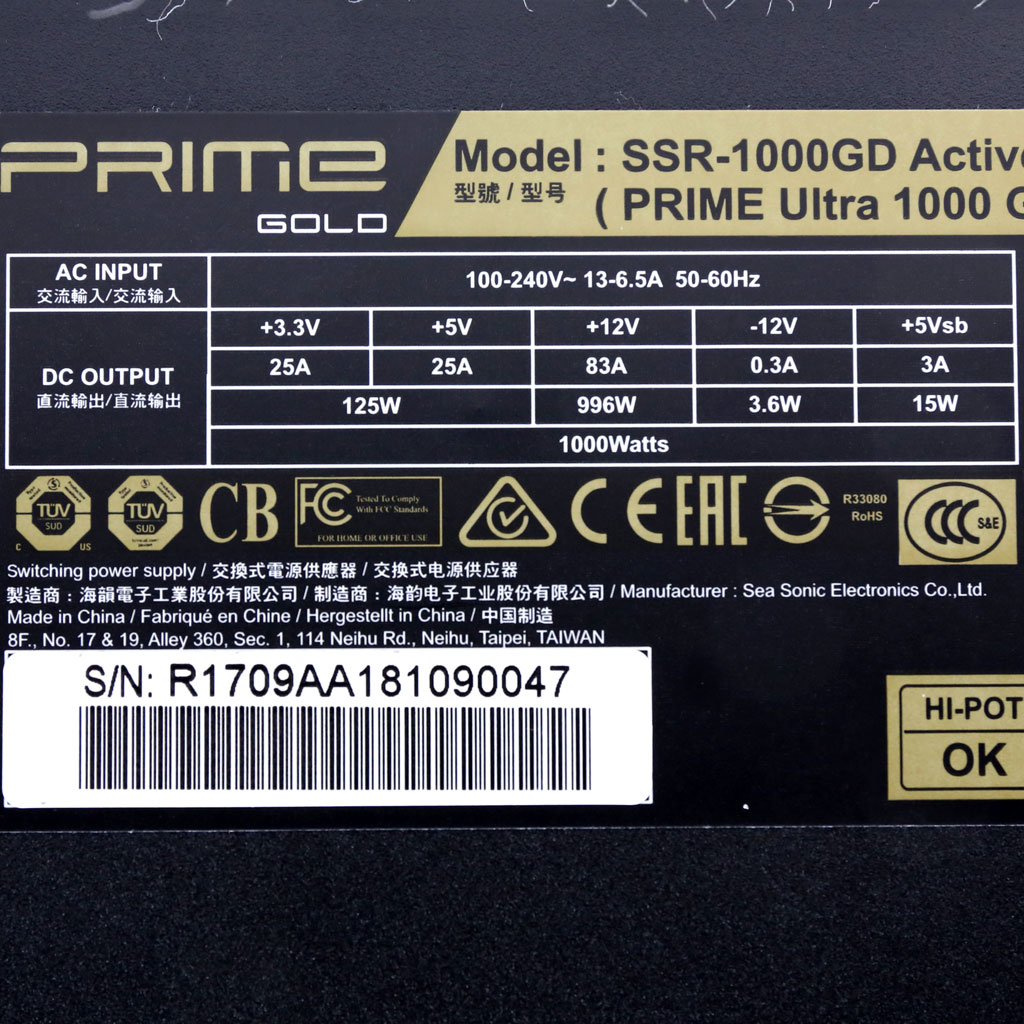 PRIME
GOLD
Model : SSR-1000GD Active
型號 / 型号
( PRIME Ultra 1000 G
AC INPUT
交流輸入/交流输入
100-240V~ 13-6.5A 50-60Hz
DC OUTPUT
直流輸出/直流输出
+3.3V +5V +12V -12V +5Vsb
25A 25A 83A 0.3A 3A
125W 996W 3.6W 15W
1000Watts
TÜV
SUD
C US
TÜV
SUD
CB
FC
Tested To Comply
With FCC Standards
FOR HOME OR OFFICE USE
CE
EAC
R33080
RoHS
CCC
S&E
Switching power supply / 交換式電源供應器 / 交换式电源供应器
製造商 : 海韻電子工業股份有限公司 / 制造商 : 海韵电子工业股份有限公司 / Manufacturer : Sea Sonic Electronics Co.,Ltd.
Made in China / Fabriqué en Chine / Hergestellt in China / 中国制造
8F., No. 17 & 19, Alley 360, Sec. 1, 114 Neihu Rd., Neihu, Taipei, TAIWAN
S/N: R1709AA181090047
HI-POT
OK